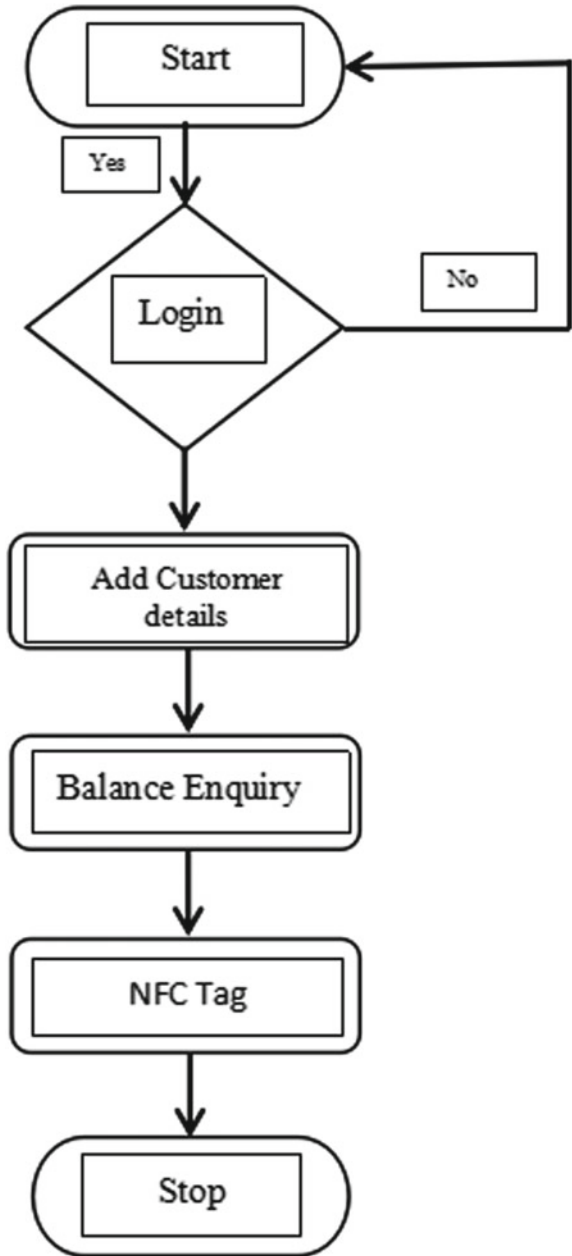 Start
Yes
No
Login
Add Customer
details
Balance Enquiry
NFC Tag
Stop